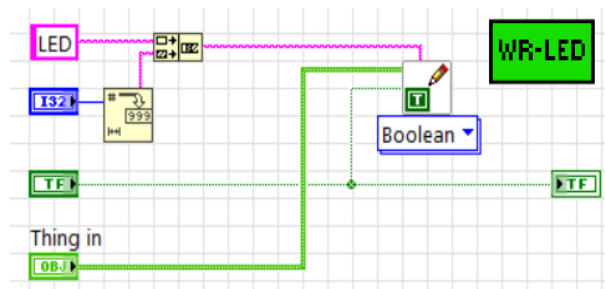 LED
WR-LED
I32
#
999
T
Boolean
TF
TF
Thing in
OBJ